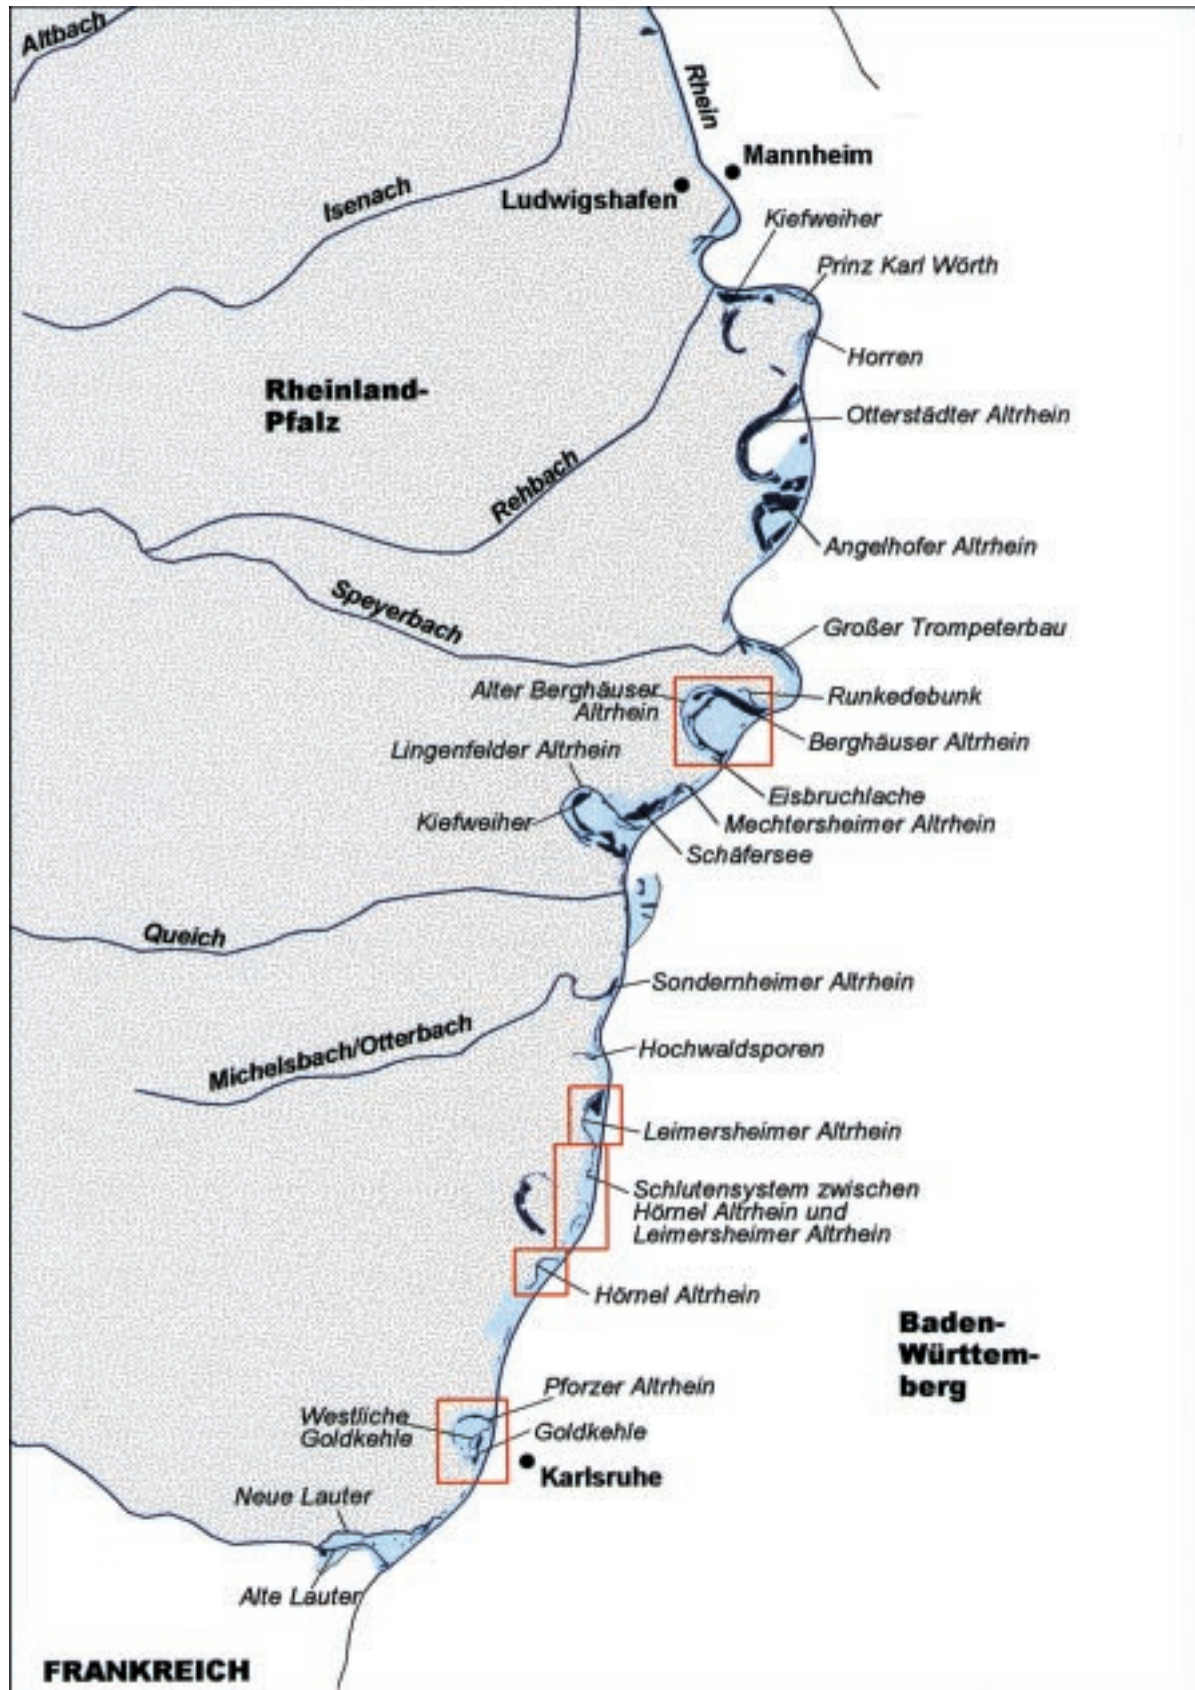 Altbach
Rhein
Mannheim
Ludwigshafen
Isenach
Kiefweiher
Prinz Karl Wörth
Horren
Rheinland-
Pfalz
Otterstädter Altrhein
Rehbach
Angelhofer Altrhein
Speyerbach
Großer Trompeterbau
Alter Berghäuser
Altrhein
Runkedebunk
Berghäuser Altrhein
Lingenfelder Altrhein
Eisbruchlache
Kiefweiher
Mechtersheimer Altrhein
Schäfersee
Queich
Sondernheimer Altrhein
Michelsbach/Otterbach
Hochwaldsporen
Leimersheimer Altrhein
Schlutensystem zwischen
Hörnel Altrhein und
Leimersheimer Altrhein
Hörnel Altrhein
Baden-
Württem-
berg
Pforzer Altrhein
Westliche
Goldkehle
Goldkehle
Karlsruhe
Neue Lauter
Alte Lauter
FRANKREICH